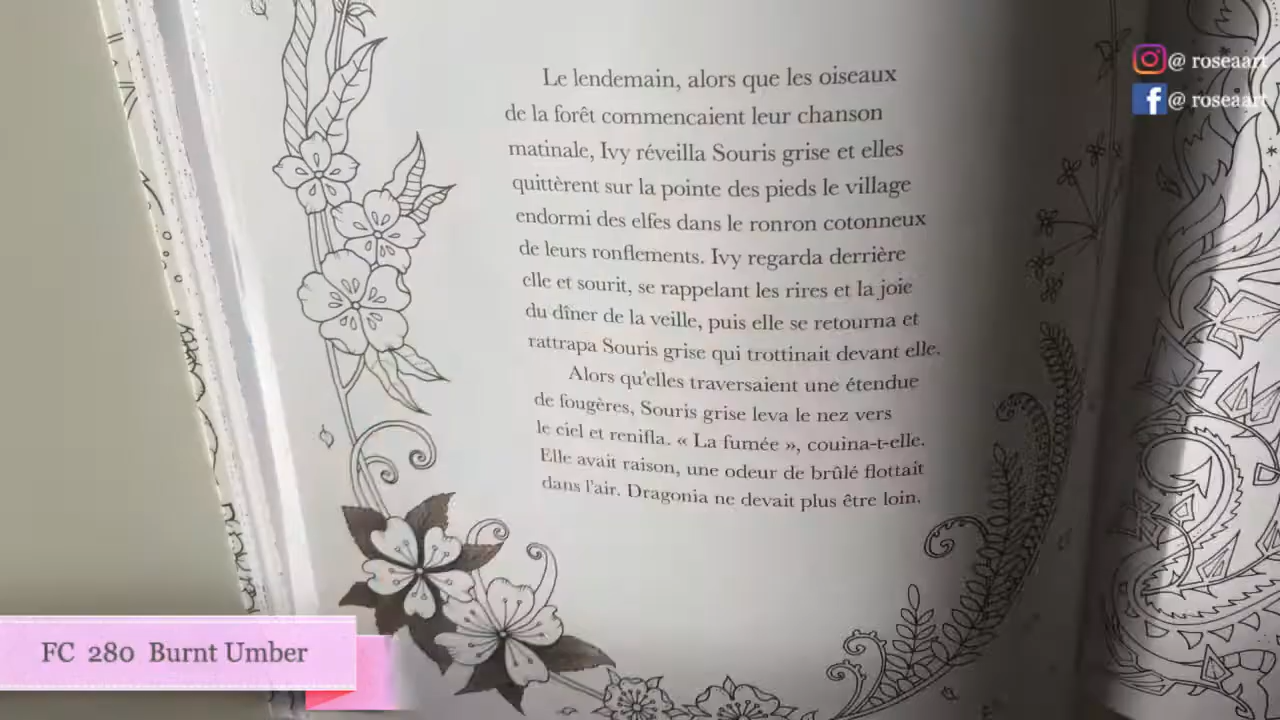 Le lendemain, alors que les oiseaux
de la forêt commencaient leur chanson
matinale, Ivy réveilla Souris grise et elles
quittèrent sur la pointe des pieds le village
endormi des elfes dans le ronron cotonneux
de leurs ronflements. Ivy regarda derrière
elle et sourit, se rappelant les rires et la joie
du dîner de la veille, puis elle se retourna et
rattrapa Souris grise qui trottinait devant elle.
Alors qu'elles traversaient une étendue
de fougères, Souris grise leva le nez vers
le ciel et renifla. « La fumée », couina-t-elle.
Elle avait raison, une odeur de brûlé flottait
dans l'air. Dragonia ne devait plus être loin.
@ roseaart
@ roseaart
FC 280 Burnt Umber